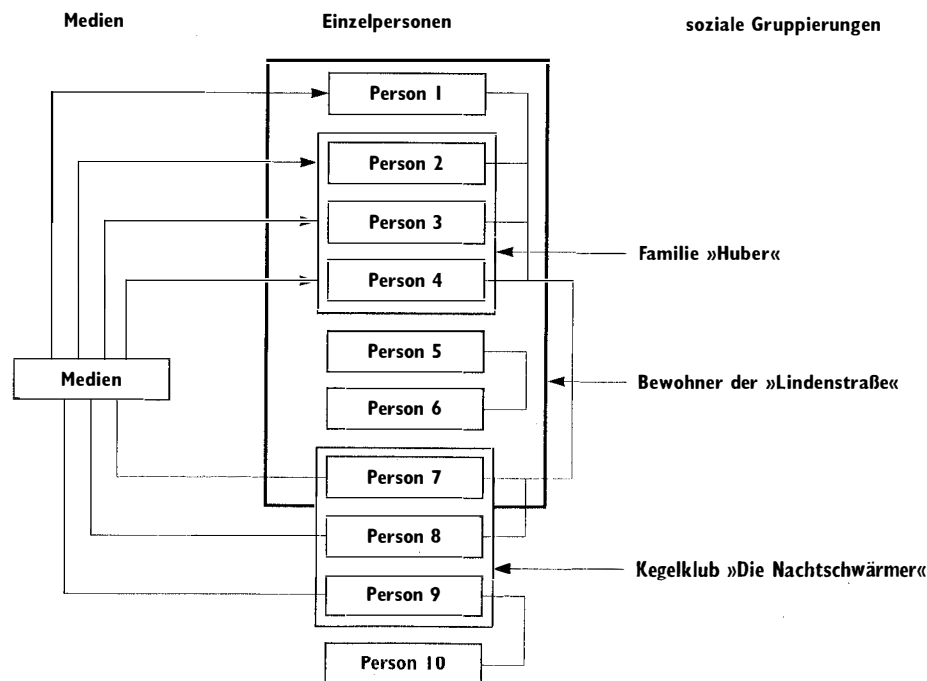 Medien
Einzelpersonen
soziale Gruppierungen
Person 1
Person 2
Person 3
Familie »Huber«
Person 4
Person 5
Medien
Bewohner der »Lindenstraße«
Person 6
Person 7
Person 8
Kegelklub »Die Nachtschwärmer«
Person 9
Person 10